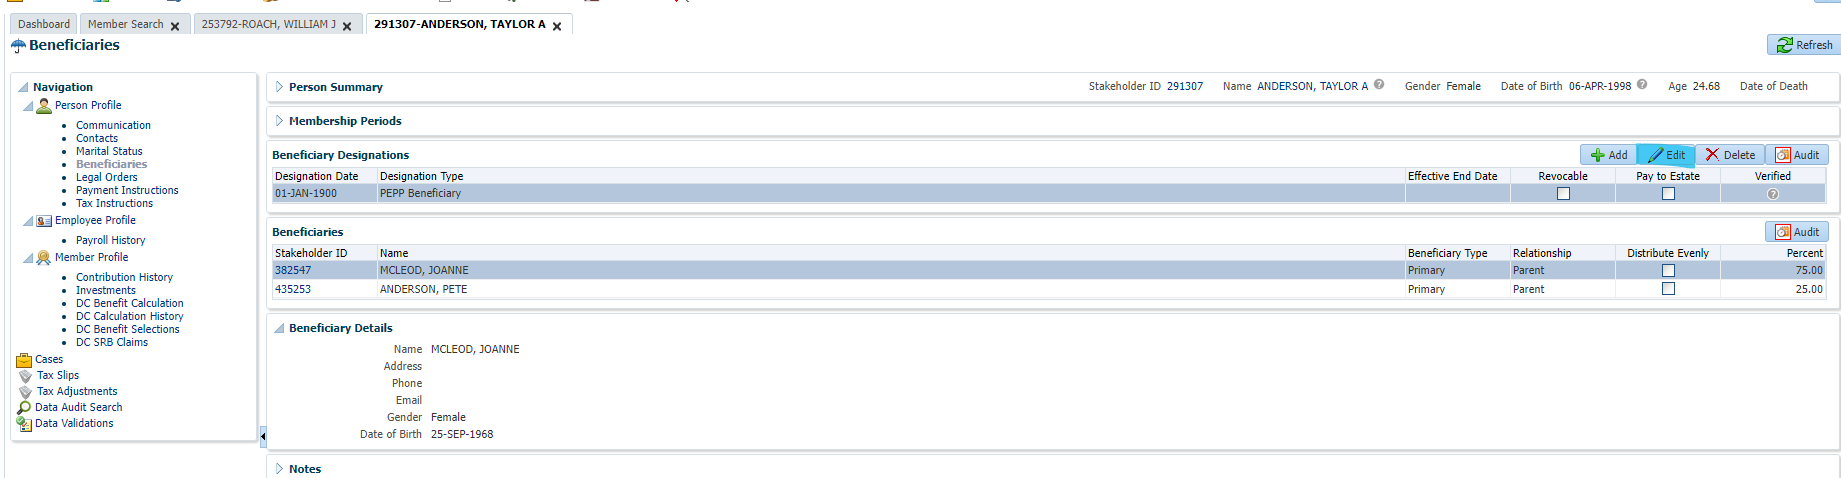 Dashboard Member Search 253792-ROACH, WILLIAM J 291307-ANDERSON, TAYLOR A
Beneficiaries
Refresh
Navigation
Person Profile
Communication
Contacts
Marital Status
Beneficiaries
Legal Orders
Payment Instructions
Tax Instructions
Employee Profile
Payroll History
Member Profile
Contribution History
Investments
DC Benefit Calculation
DC Calculation History
DC Benefit Selections
DC SRB Claims
Cases
Tax Slips
Tax Adjustments
Data Audit Search
Data Validations
Person Summary Stakeholder ID 291307 Name ANDERSON, TAYLOR A Gender Female Date of Birth 06-APR-1998 Age 24.68 Date of Death
Membership Periods
Beneficiary Designations Add Edit Delete Audit
Designation Date Designation Type Effective End Date Revocable Pay to Estate Verified
01-JAN-1900 PEPP Beneficiary
Beneficiaries Audit
Stakeholder ID Name Beneficiary Type Relationship Distribute Evenly Percent
382547 MCLEOD, JOANNE Primary Parent 75.00
435253 ANDERSON, PETE Primary Parent 25.00
Beneficiary Details
Name MCLEOD, JOANNE
Address
Phone
Email
Gender Female
Date of Birth 25-SEP-1968
Notes